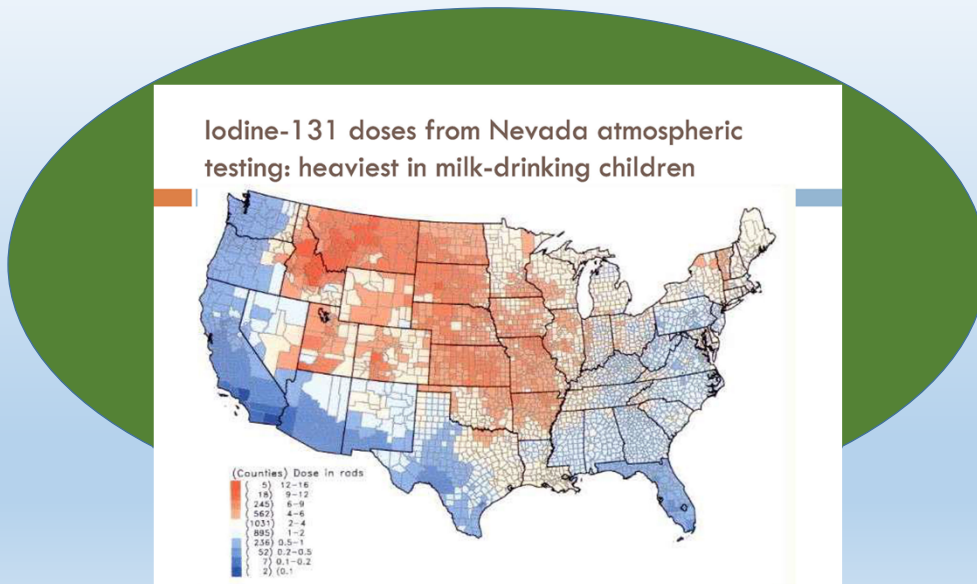 Iodine-131 doses from Nevada atmospheric
testing: heaviest in milk-drinking children
(Counties) Dose in rads
( 5) 12-16
( 18) 9-12
( 245) 6-9
( 562) 4-6
(1031) 2-4
( 895) 1-2
( 236) 0.5-1
( 52) 0.2-0.5
( 7) 0.1-0.2
( 2) (0.1